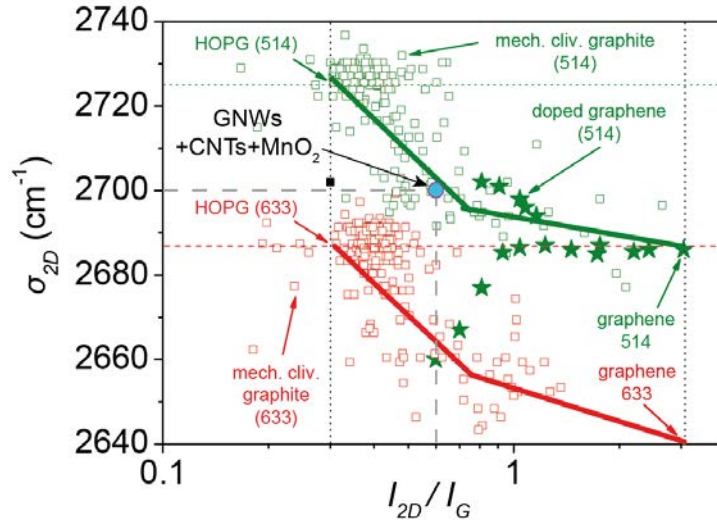 2740
2720
2700
2680
2660
2640
σ2D (cm-1)
HOPG (514)
mech. cliv. graphite
(514)
GNWs
+CNTs+MnO2
doped graphene
(514)
HOPG (633)
graphene
514
mech. cliv.
graphite
(633)
graphene
633
0.1
1
I2D / IG